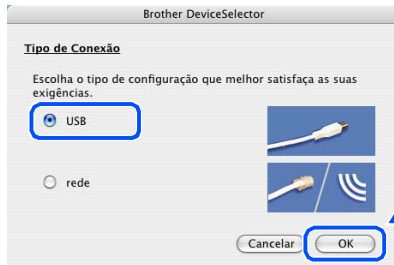 Brother DeviceSelector
Tipo de Conexão
Escolha o tipo de configuração que melhor satisfaça as suas
exigências.
USB
rede
Cancelar
OK